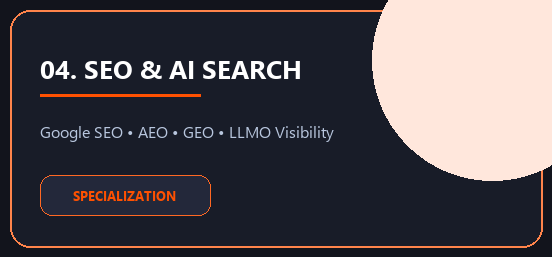 04. SEO & AI SEARCH
Google SEO • AEO • GEO • LLMO Visibility
SPECIALIZATION